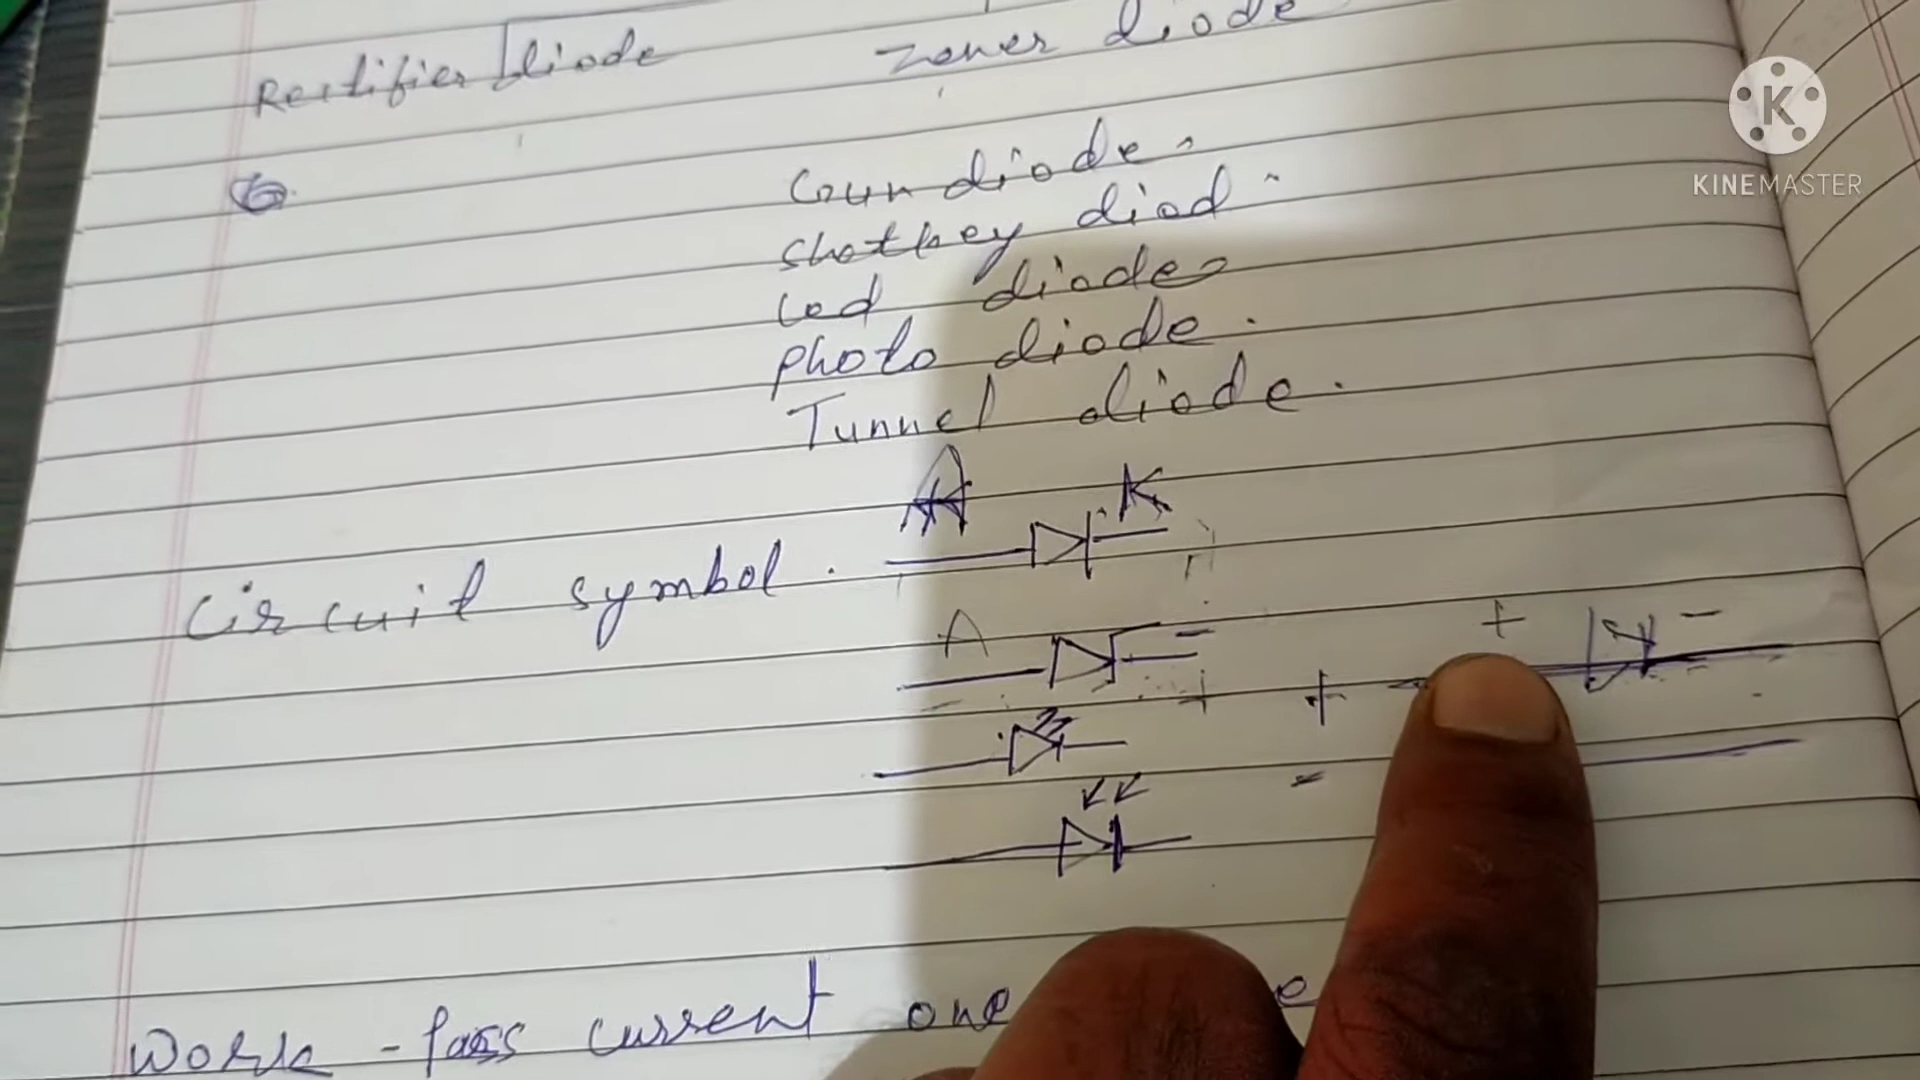 Rectifier diode zener diode
Gun diode.
Shotkey diod.
Led diode
Photo diode.
Tunnel diode.
A K
Circuit symbol.
A - + -
+ +
-
Work - Pass current one
KINEMASTER